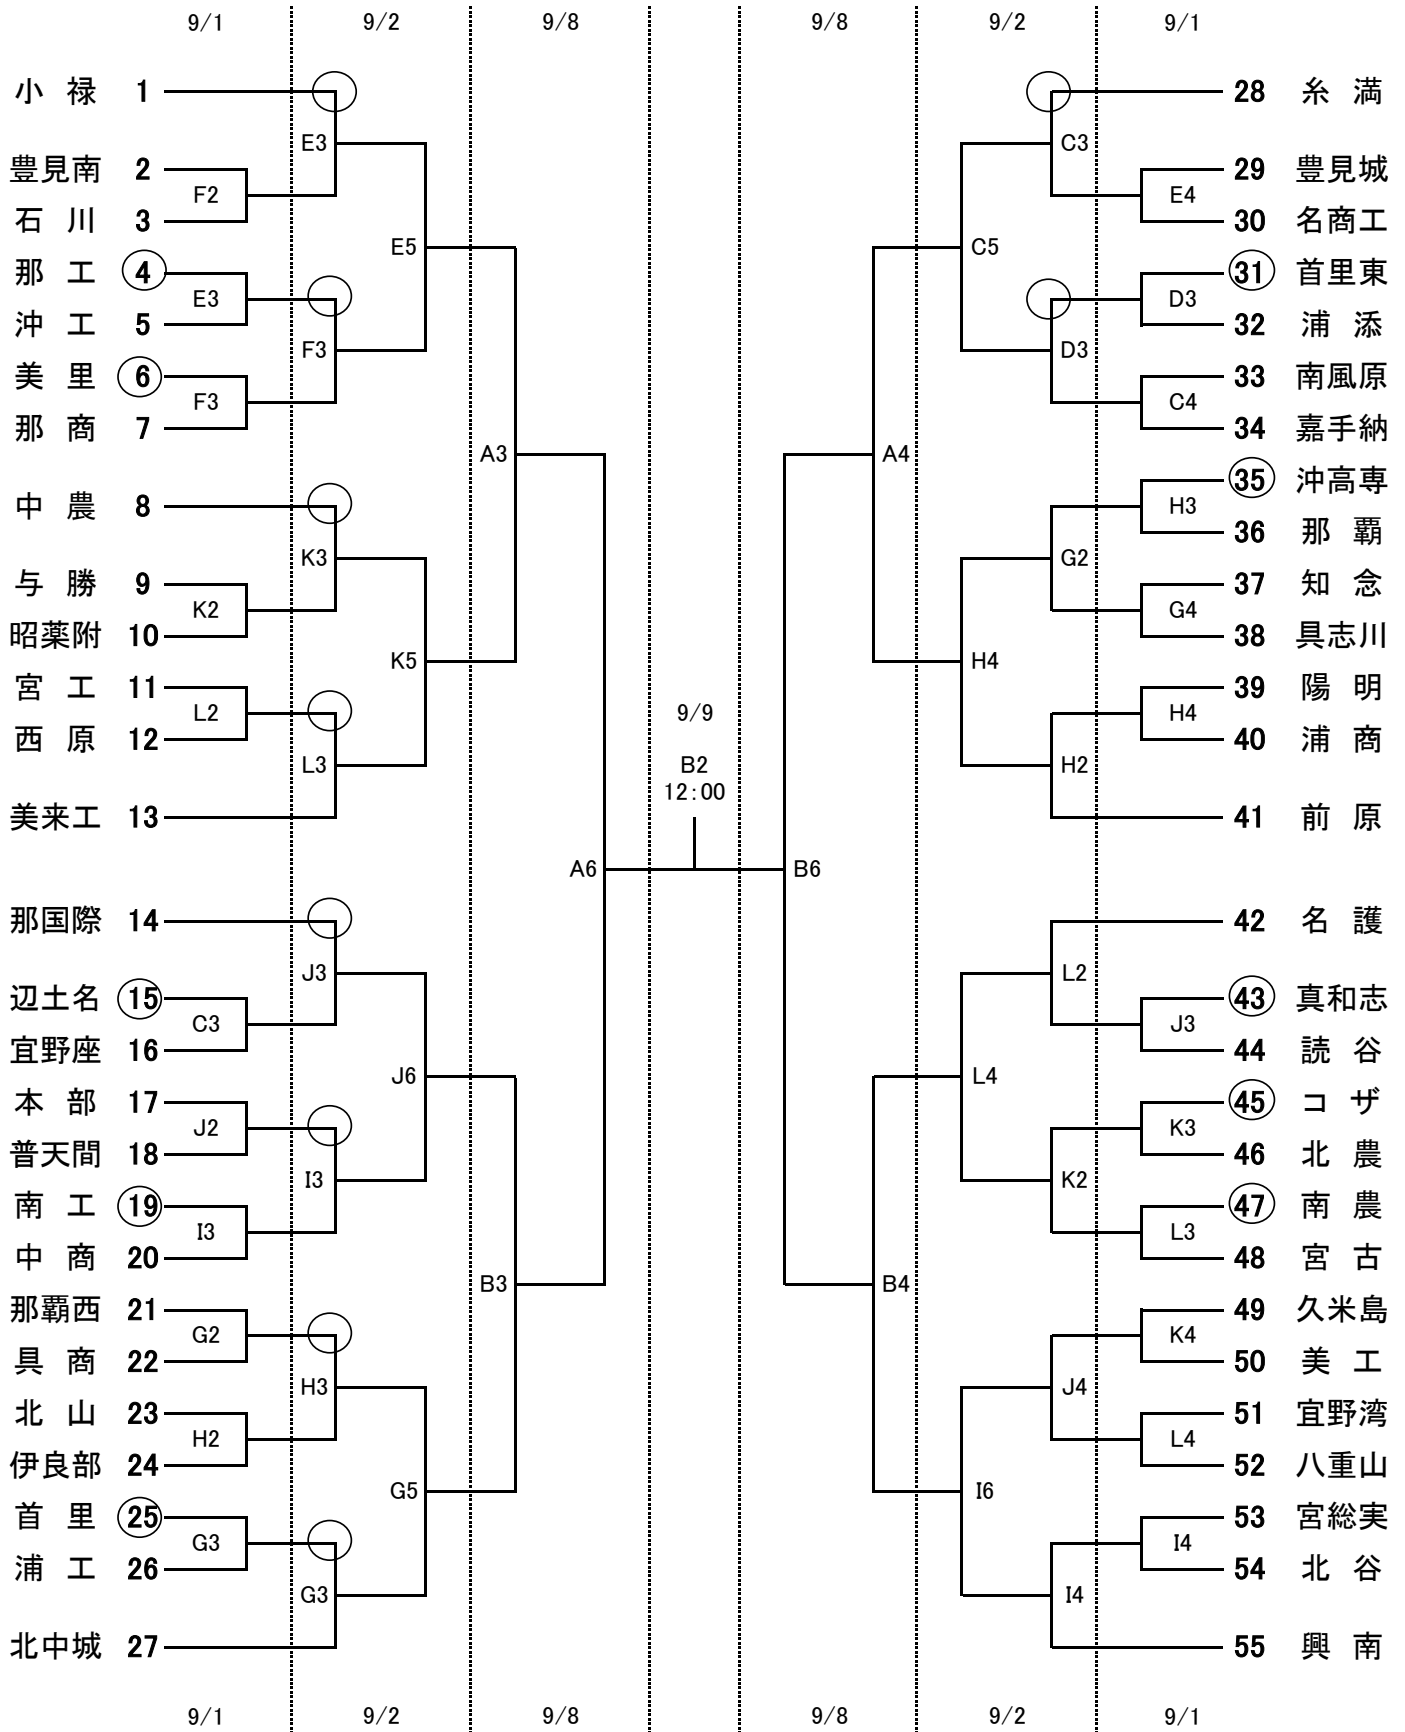 9/1 9/2 9/8 9/8 9/2 9/1
小 禄 1 28 糸 満
E3 C3
豊見南 2 29 豊見城
F2 E4
石 川 3 30 名商工
E5 C5
那 工 4 31 首里東
E3 D3
沖 工 5 32 浦 添
F3 D3
美 里 6 33 南風原
F3 C4
那 商 7 34 嘉手納
A3 A4
35 沖高専
中 農 8 H3
36 那 覇
K3 G2
与 勝 9 37 知 念
K2 G4
昭薬附 10 38 具志川
K5 H4
宮 工 11 39 陽 明
L2 9/9 H4
西 原 12 40 浦 商
L3 B2 H2
12:00
美来工 13 41 前 原
A6 B6
那国際 14 42 名 護
J3 L2
辺土名 15 43 真和志
C3 J3
宜野座 16 44 読 谷
J6 L4
本 部 17 45 コ ザ
J2 K3
普天間 18 46 北 農
I3 K2
南 工 19 47 南 農
I3 L3
中 商 20 48 宮 古
B3 B4
那覇西 21 49 久米島
G2 K4
具 商 22 50 美 工
H3 J4
北 山 23 51 宜野湾
H2 L4
伊良部 24 52 八重山
G5 I6
首 里 25 53 宮総実
G3 I4
浦 工 26 54 北 谷
G3 I4
北中城 27 55 興 南
9/1 9/2 9/8 9/8 9/2 9/1